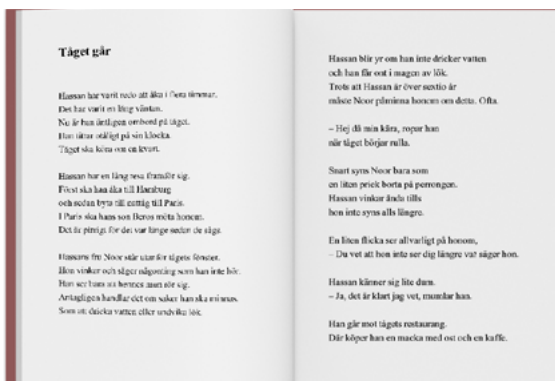 Tåget går
Hassan har varit redo att åka i flera timmar.
Det har varit en lång väntan.
Nu är han äntligen ombord på tåget.
Han tittar otåligt på sin klocka.
Tåget ska köra om en kvart.
Hassan har en lång resa framför sig.
Först ska han åka till Hamburg
och sedan byta till nattåg till Paris.
I Paris ska hans son Beros möta honom.
Det är pirrigt för det var länge sedan de sågs.
Hassans fru Noor står utanför tågets fönster.
Hon vinkar och säger någonting som han inte hör.
Han ser bara att hennes mun rör sig.
Antagligen handlar det om saker han ska minnas.
Som att dricka vatten eller undvika lök.
Hassan blir yr om han inte dricker vatten
och han får ont i magen av lök.
Trots att Hassan är över sextio år
måste Noor påminna honom om detta. Ofta.
– Hej då min kära, ropar han
när tåget börjar rulla.
Snart syns Noor bara som
en liten prick borta på perrongen.
Hassan vinkar ända tills
hon inte syns alls längre.
En liten flicka ser allvarligt på honom,
– Du vet att hon inte ser dig längre va? säger hon.
Hassan känner sig lite dum.
– Ja, det är klart jag vet, mumlar han.
Han går mot tågets restaurang.
Där köper han en macka med ost och en kaffe.